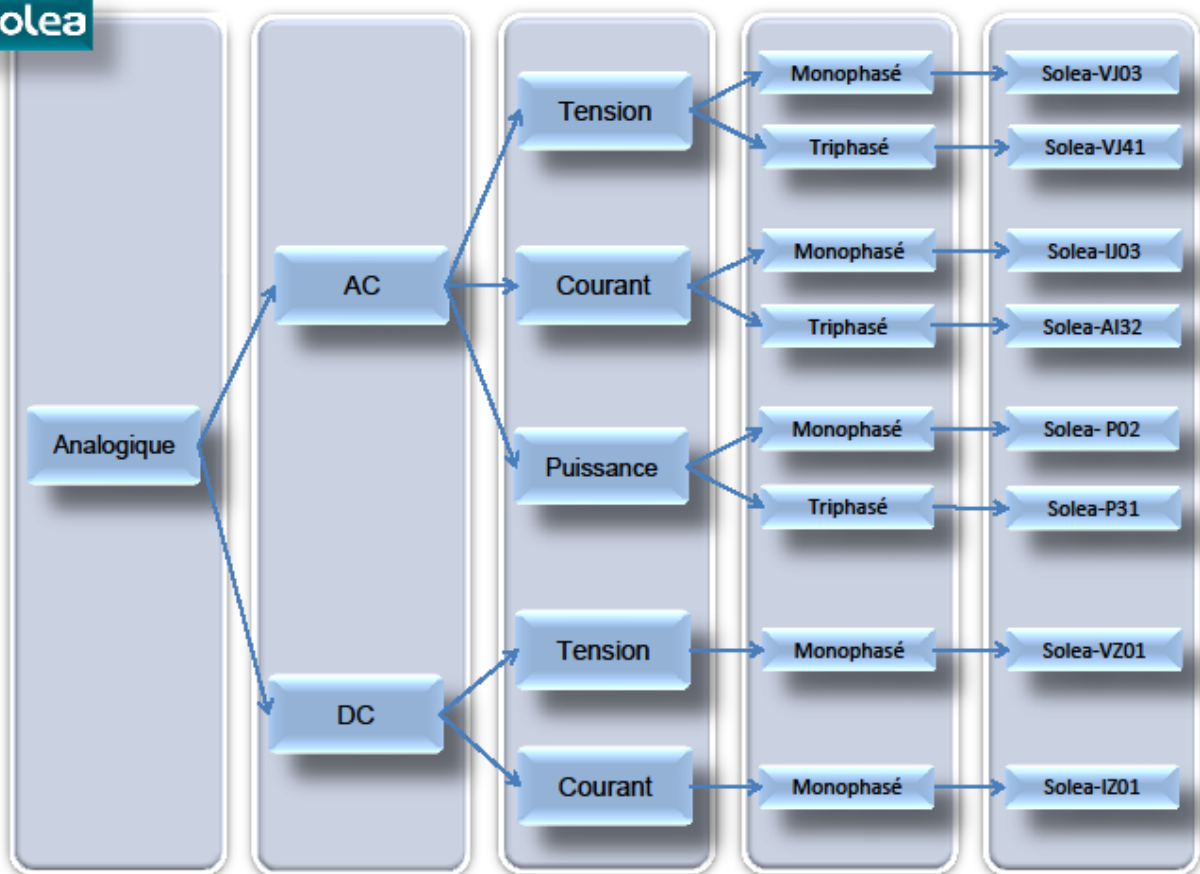 olea
Analogique
AC
DC
Tension
Courant
Puissance
Tension
Courant
Monophasé
Triphasé
Monophasé
Triphasé
Monophasé
Triphasé
Monophasé
Monophasé
Solea-VJ03
Solea-VJ41
Solea-IJ03
Solea-AI32
Solea- P02
Solea-P31
Solea-VZ01
Solea-IZ01